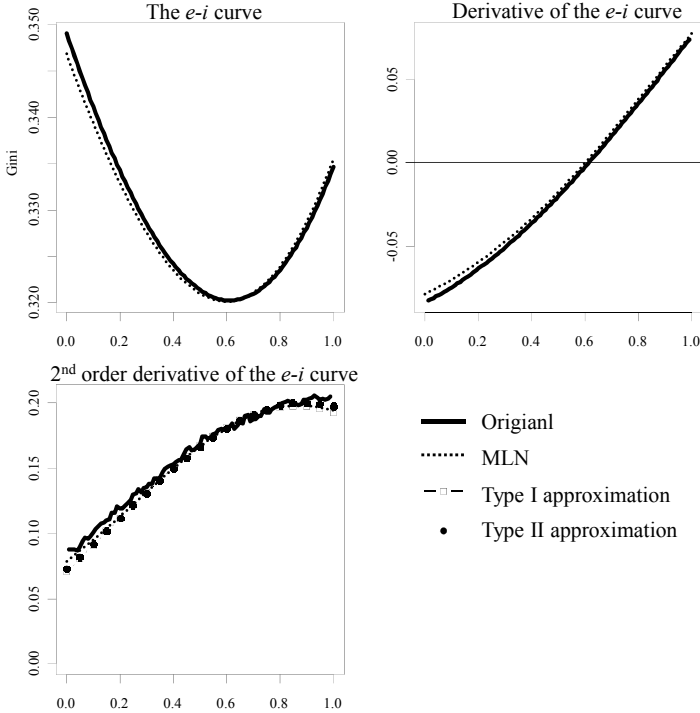 The e-i curve
Gini
0.350
0.340
0.330
0.320
0.0 0.2 0.4 0.6 0.8 1.0
Derivative of the e-i curve
0.05
0.00
-0.05
0.0 0.2 0.4 0.6 0.8 1.0
2nd order derivative of the e-i curve
0.20
0.15
0.10
0.05
0.00
0.0 0.2 0.4 0.6 0.8 1.0
Origianl
MLN
Type I approximation
Type II approximation